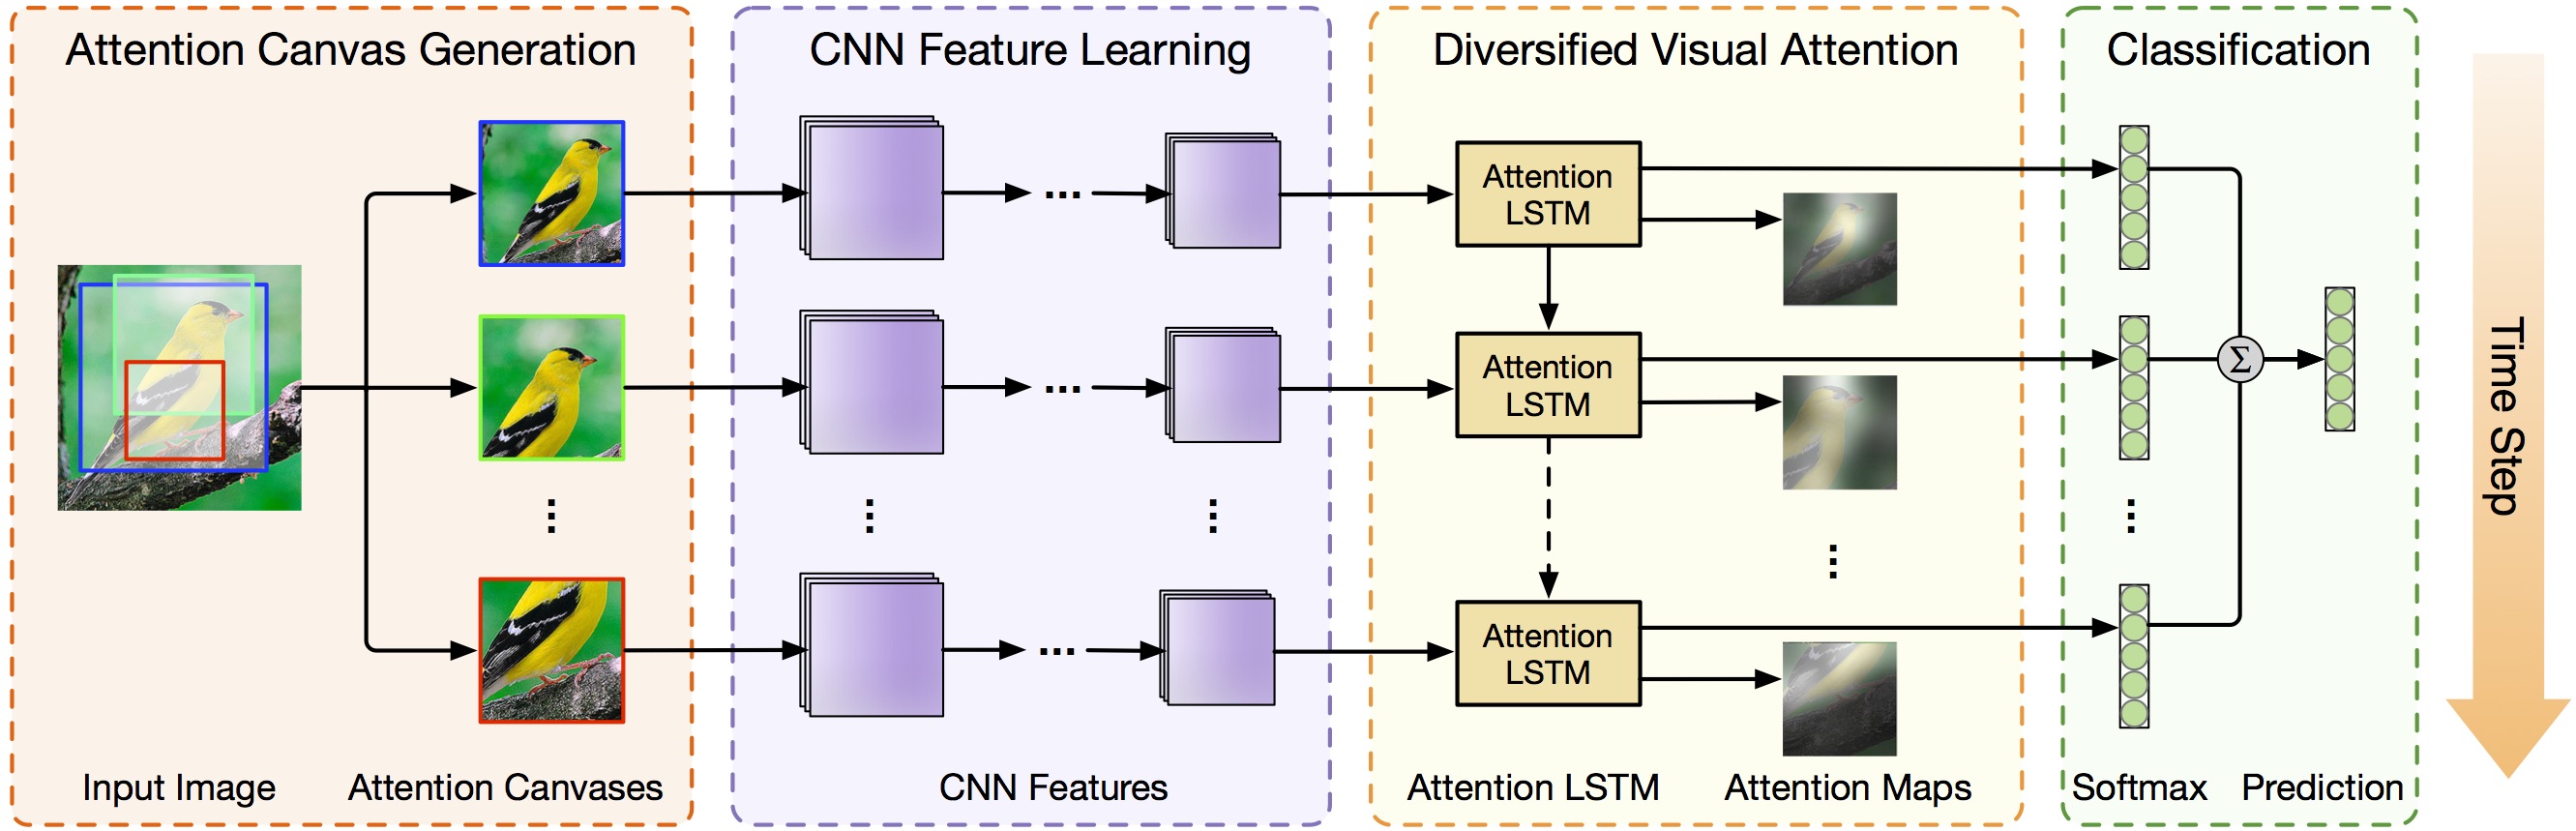 Attention Canvas Generation
CNN Feature Learning
Diversified Visual Attention
Classification
Attention
LSTM
...
Attention
LSTM
...
Σ
Time Step
Attention
LSTM
...
Input Image
Attention Canvases
CNN Features
Attention LSTM
Attention Maps
Softmax
Prediction